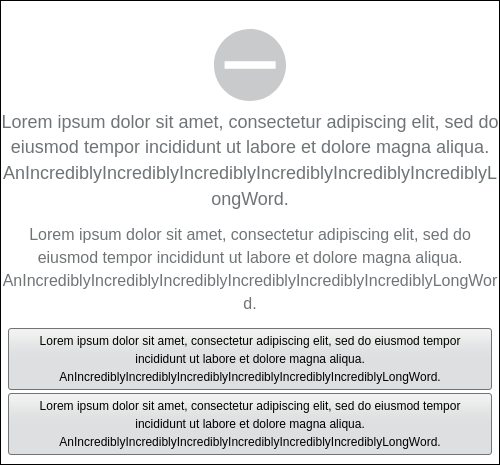 Lorem ipsum dolor sit amet, consectetur adipiscing elit, sed do
eiusmod tempor incididunt ut labore et dolore magna aliqua.
AnIncrediblyIncrediblyIncrediblyIncrediblyIncrediblyIncrediblyL
ongWord.
Lorem ipsum dolor sit amet, consectetur adipiscing elit, sed do
eiusmod tempor incididunt ut labore et dolore magna aliqua.
AnIncrediblyIncrediblyIncrediblyIncrediblyIncrediblyIncrediblyLongWor
d.
Lorem ipsum dolor sit amet, consectetur adipiscing elit, sed do eiusmod tempor
incididunt ut labore et dolore magna aliqua.
AnIncrediblyIncrediblyIncrediblyIncrediblyIncrediblyIncrediblyLongWord.
Lorem ipsum dolor sit amet, consectetur adipiscing elit, sed do eiusmod tempor
incididunt ut labore et dolore magna aliqua.
AnIncrediblyIncrediblyIncrediblyIncrediblyIncrediblyIncrediblyLongWord.